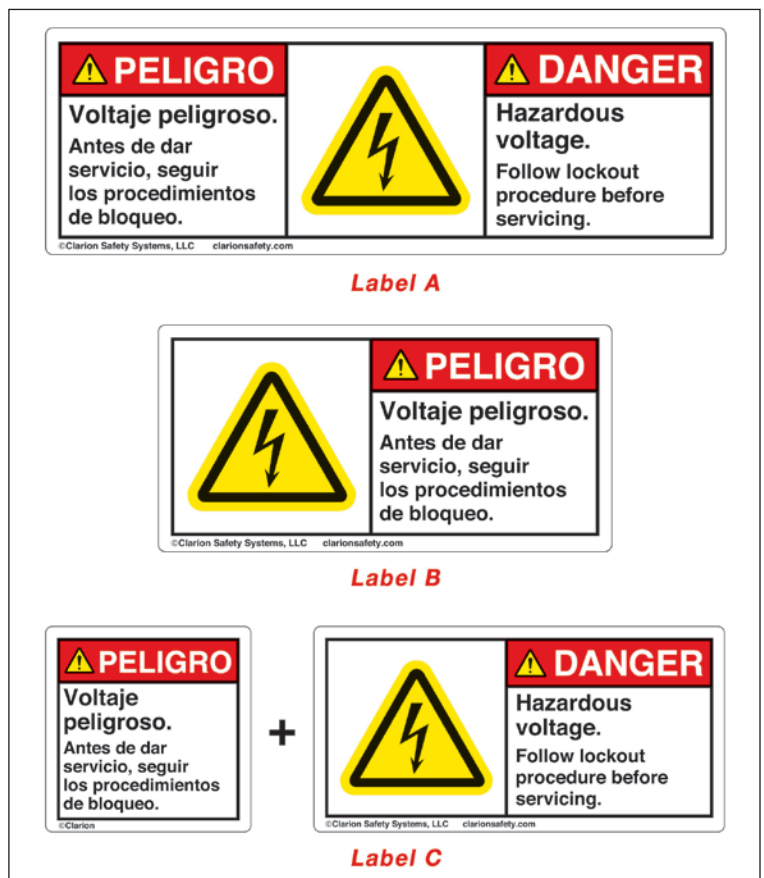 PELIGRO
Voltaje peligroso.
Antes de dar
servicio, seguir
los procedimientos
de bloqueo.
DANGER
Hazardous
voltage.
Follow lockout
procedure before
servicing.
©Clarion Safety Systems, LLC clarionsafety.com
Label A
PELIGRO
Voltaje peligroso.
Antes de dar
servicio, seguir
los procedimientos
de bloqueo.
©Clarion Safety Systems, LLC clarionsafety.com
Label B
PELIGRO
Voltaje
peligroso.
Antes de dar
servicio, seguir
los procedimientos
de bloqueo.
©Clarion
+
DANGER
Hazardous
voltage.
Follow lockout
procedure before
servicing.
©Clarion Safety Systems, LLC clarionsafety.com
Label C